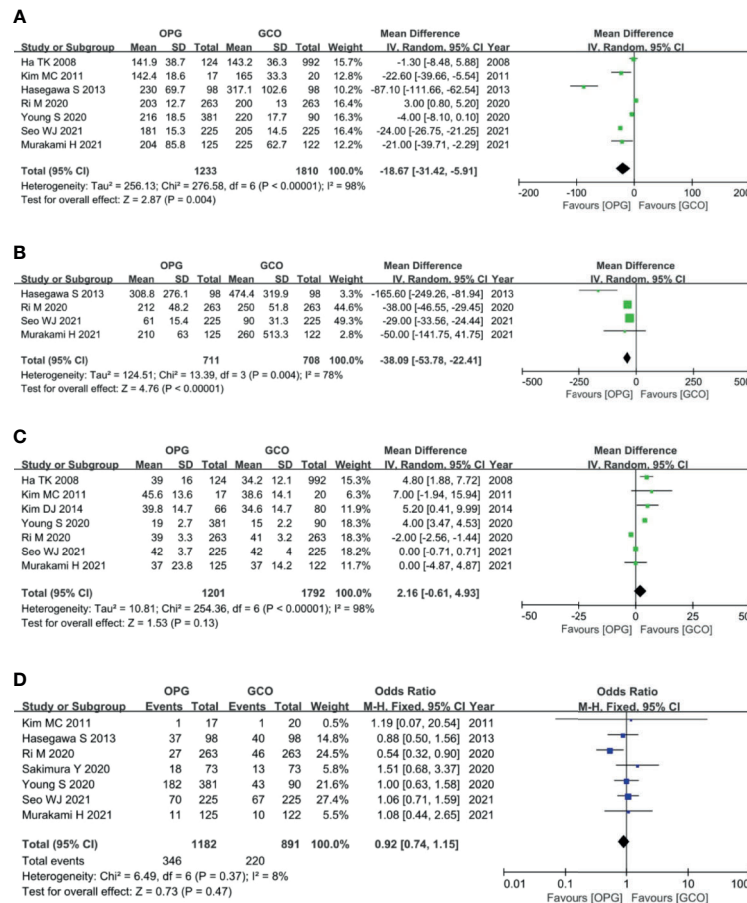 A
OPG GCO Mean Difference Mean Difference
Study or Subgroup Mean SD Total Mean SD Total Weight IV. Random. 95% CI Year IV. Random. 95% CI
Ha TK 2008 141.9 38.7 124 143.2 36.3 992 15.7% -1.30 [-8.48, 5.88] 2008
Kim MC 2011 142.4 18.6 17 165 33.3 20 12.8% -22.60 [-39.66, -5.54] 2011
Hasegawa S 2013 230 69.7 98 317.1 102.6 98 9.8% -87.10 [-111.66, -62.54] 2013
Ri M 2020 203 12.7 263 200 13 263 16.9% 3.00 [0.80, 5.20] 2020
Young S 2020 216 18.5 381 220 17.7 90 16.6% -4.00 [-8.10, 0.10] 2020
Seo WJ 2021 181 15.3 225 205 14.5 225 16.8% -24.00 [-26.75, -21.25] 2021
Murakami H 2021 204 85.8 125 225 62.7 122 11.5% -21.00 [-39.71, -2.29] 2021
Total (95% CI) 1233 1810 100.0% -18.67 [-31.42, -5.91]
Heterogeneity: Tau² = 256.13; Chi² = 276.58, df = 6 (P < 0.00001); I² = 98%
Test for overall effect: Z = 2.87 (P = 0.004)
-200 -100 0 100 200
Favours [OPG] Favours [GCO]
B
OPG GCO Mean Difference Mean Difference
Study or Subgroup Mean SD Total Mean SD Total Weight IV. Random. 95% CI Year IV. Random. 95% CI
Hasegawa S 2013 308.8 276.1 98 474.4 319.9 98 3.3% -165.60 [-249.26, -81.94] 2013
Ri M 2020 212 48.2 263 250 51.8 263 44.6% -38.00 [-46.55, -29.45] 2020
Seo WJ 2021 61 15.4 225 90 31.3 225 49.3% -29.00 [-33.56, -24.44] 2021
Murakami H 2021 210 63 125 260 513.3 122 2.8% -50.00 [-141.75, 41.75] 2021
Total (95% CI) 711 708 100.0% -38.09 [-53.78, -22.41]
Heterogeneity: Tau² = 124.51; Chi² = 13.39, df = 3 (P = 0.004); I² = 78%
Test for overall effect: Z = 4.76 (P < 0.00001)
-500 -250 0 250 500
Favours [OPG] Favours [GCO]
C
OPG GCO Mean Difference Mean Difference
Study or Subgroup Mean SD Total Mean SD Total Weight IV. Random. 95% CI Year IV. Random. 95% CI
Ha TK 2008 39 16 124 34.2 12.1 992 15.3% 4.80 [1.88, 7.72] 2008
Kim MC 2011 45.6 13.6 17 38.6 14.1 20 6.3% 7.00 [-1.94, 15.94] 2011
Kim DJ 2014 39.8 14.7 66 34.6 14.7 80 11.4% 5.20 [0.41, 9.99] 2014
Young S 2020 19 2.7 381 15 2.2 90 18.2% 4.00 [3.47, 4.53] 2020
Ri M 2020 39 3.3 263 41 3.2 263 18.2% -2.00 [-2.56, -1.44] 2020
Seo WJ 2021 42 3.7 225 42 4 225 18.2% 0.00 [-0.71, 0.71] 2021
Murakami H 2021 37 23.8 125 37 14.2 122 11.3% 0.00 [-4.87, 4.87] 2021
Total (95% CI) 1201 1792 100.0% 2.16 [-0.61, 4.93]
Heterogeneity: Tau² = 10.81; Chi² = 254.36, df = 6 (P < 0.00001); I² = 98%
Test for overall effect: Z = 1.53 (P = 0.13)
-50 -25 0 25 50
Favours [OPG] Favours [GCO]
D
OPG GCO Odds Ratio Odds Ratio
Study or Subgroup Events Total Events Total Weight M-H. Fixed. 95% CI Year M-H. Fixed. 95% CI
Kim MC 2011 1 17 1 20 0.5% 1.19 [0.07, 20.54] 2011
Hasegawa S 2013 37 98 40 98 14.8% 0.88 [0.50, 1.56] 2013
Ri M 2020 27 263 46 263 24.5% 0.54 [0.32, 0.90] 2020
Sakimura Y 2020 18 73 13 73 5.8% 1.51 [0.68, 3.37] 2020
Young S 2020 182 381 43 90 21.6% 1.00 [0.63, 1.58] 2020
Seo WJ 2021 70 225 67 225 27.4% 1.06 [0.71, 1.59] 2021
Murakami H 2021 11 125 10 122 5.5% 1.08 [0.44, 2.65] 2021
Total (95% CI) 1182 891 100.0% 0.92 [0.74, 1.15]
Total events 346 220
Heterogeneity: Chi² = 6.49, df = 6 (P = 0.37); I² = 8%
Test for overall effect: Z = 0.73 (P = 0.47)
0.01 0.1 1 10 100
Favours [OPG] Favours [GCO]